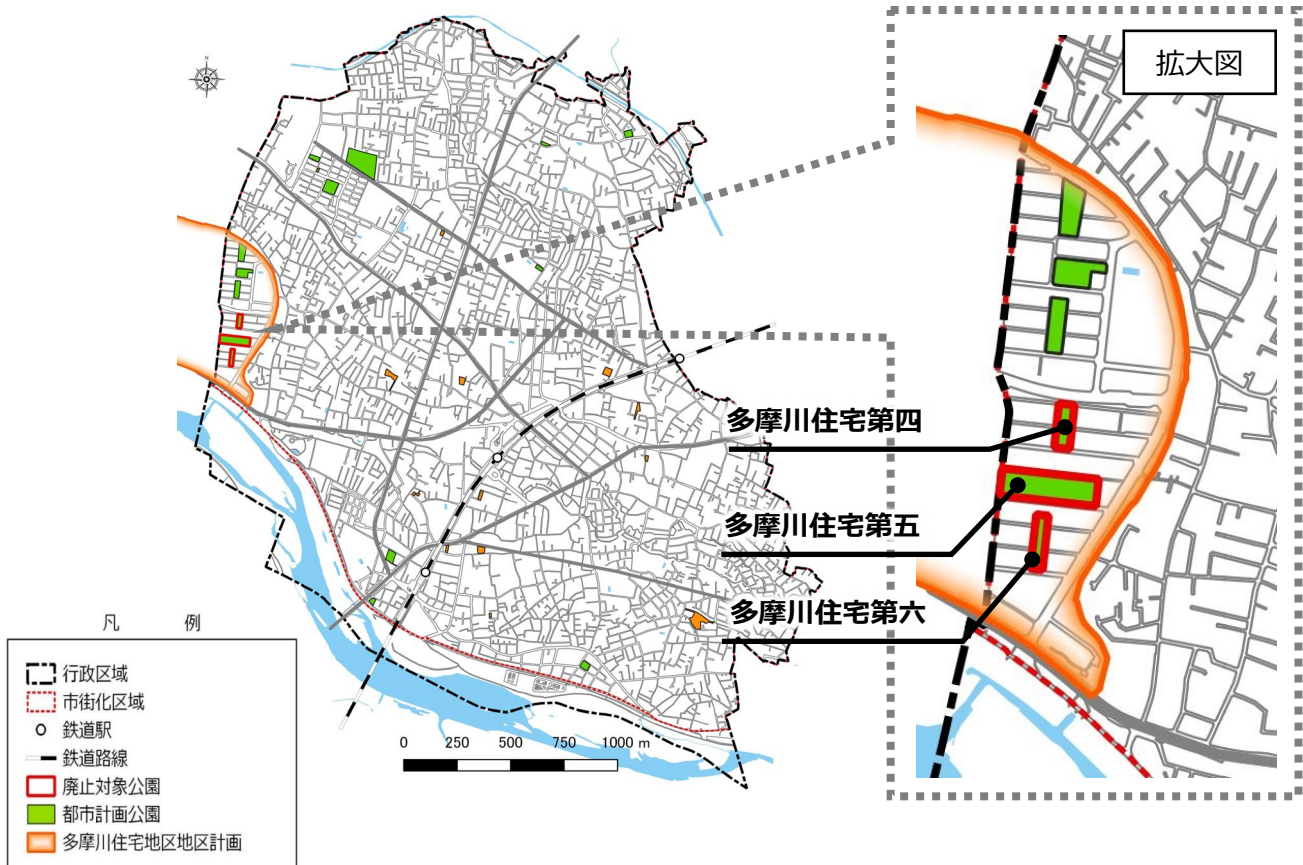 N
拡大図
多摩川住宅第四
多摩川住宅第五
多摩川住宅第六
凡 例
行政区域
市街化区域
鉄道駅
鉄道路線
廃止対象公園
都市計画公園
多摩川住宅地区地区計画
0 250 500 750 1000 m